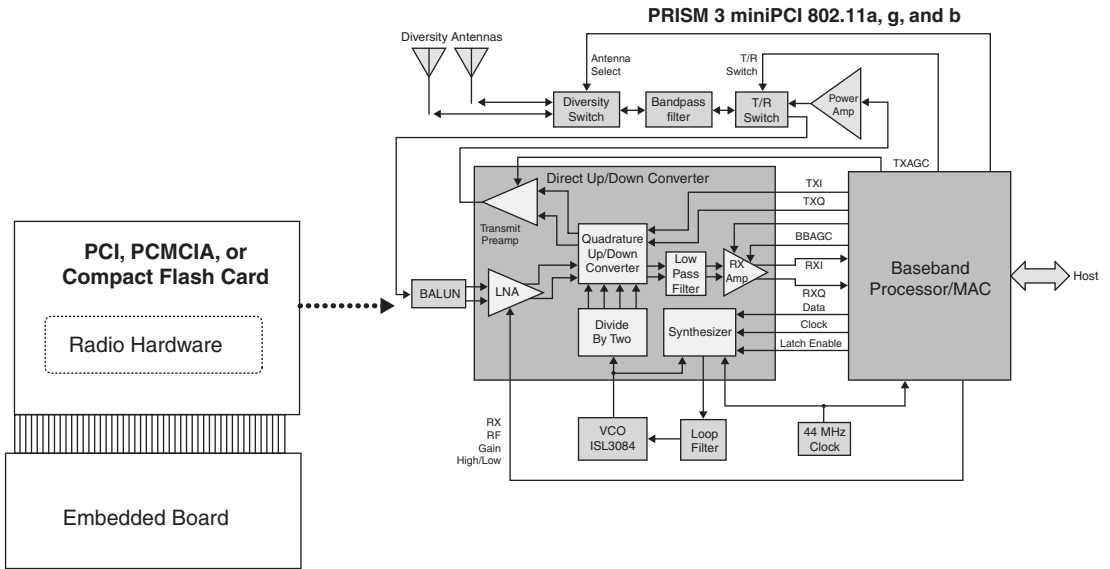 PRISM 3 miniPCI 802.11a, g, and b
Diversity Antennas
Antenna
Select
T/R
Switch
Diversity
Switch
Bandpass
filter
T/R
Switch
Power
Amp
TXAGC
Direct Up/Down Converter
TXI
TXQ
Transmit
Preamp
Quadrature
Up/Down
Converter
BBAGC
PCI, PCMCIA, or
Compact Flash Card
Low
Pass
Filter
RX
Amp
RXI
Baseband
Processor/MAC
Host
BALUN
LNA
RXQ
Data
Radio Hardware
Divide
By Two
Synthesizer
Clock
Latch Enable
RX
RF
Gain
High/Low
VCO
ISL3084
Loop
Filter
44 MHz
Clock
Embedded Board